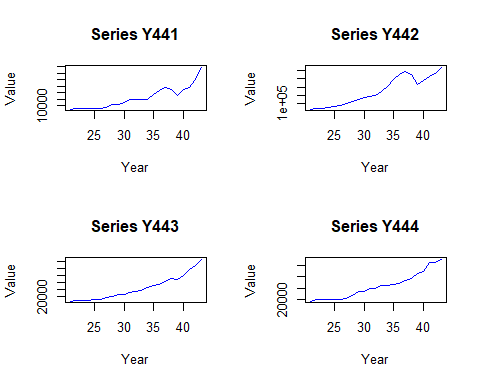 Series Y441
Value
10000
25 30 35 40
Year
Series Y442
Value
1e+05
25 30 35 40
Year
Series Y443
Value
20000
25 30 35 40
Year
Series Y444
Value
20000
25 30 35 40
Year